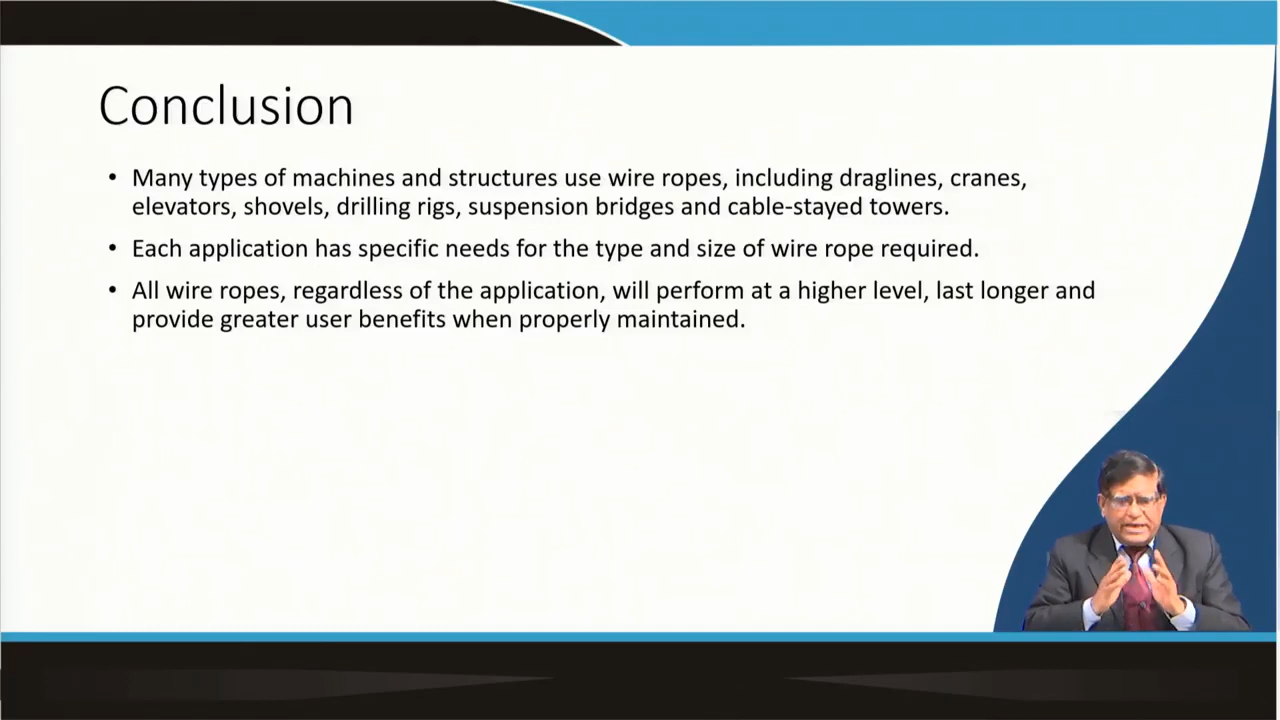 Conclusion
• Many types of machines and structures use wire ropes, including draglines, cranes,
elevators, shovels, drilling rigs, suspension bridges and cable-stayed towers.
• Each application has specific needs for the type and size of wire rope required.
• All wire ropes, regardless of the application, will perform at a higher level, last longer and
provide greater user benefits when properly maintained.